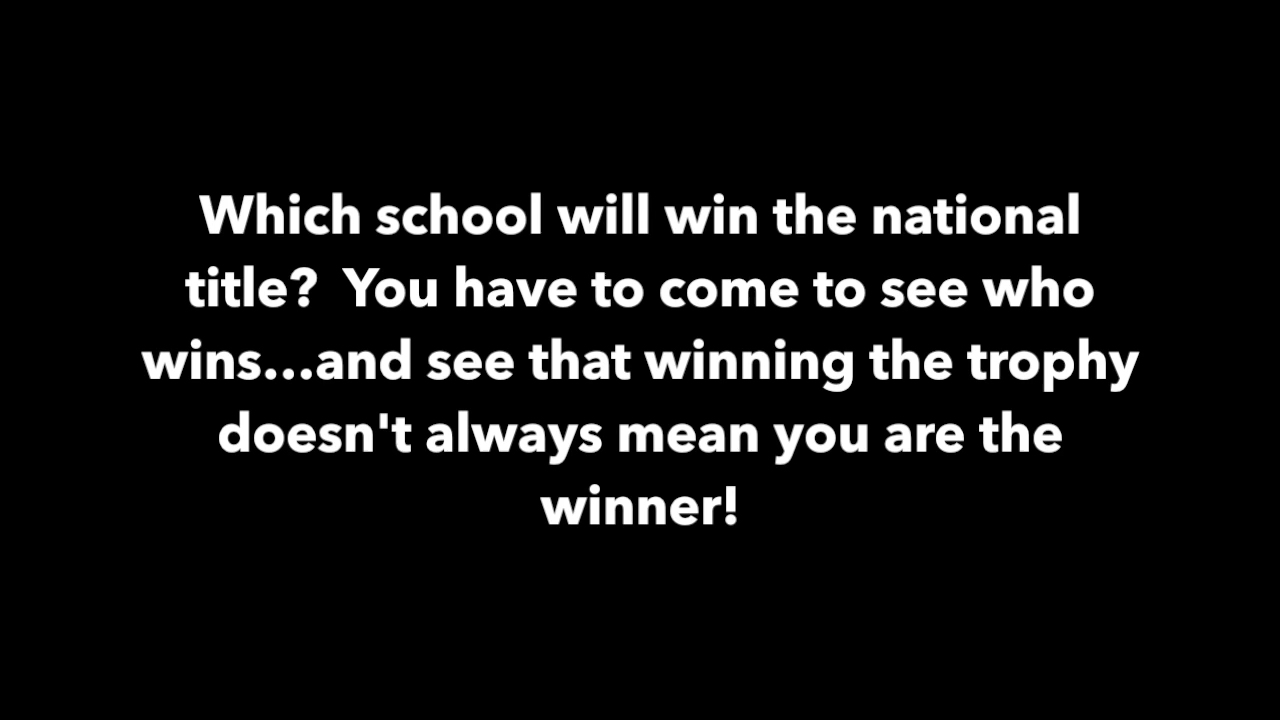 Which school will win the national
title?  You have to come to see who
wins...and see that winning the trophy
doesn't always mean you are the
winner!